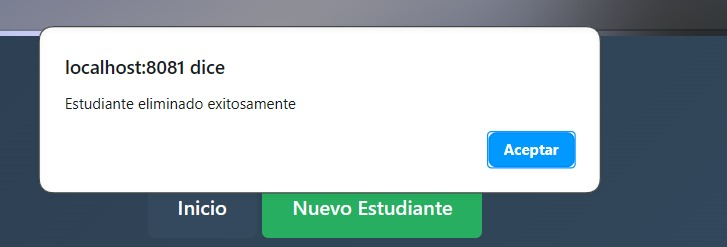 localhost:8081 dice
Estudiante eliminado exitosamente
Aceptar
Inicio
Nuevo Estudiante